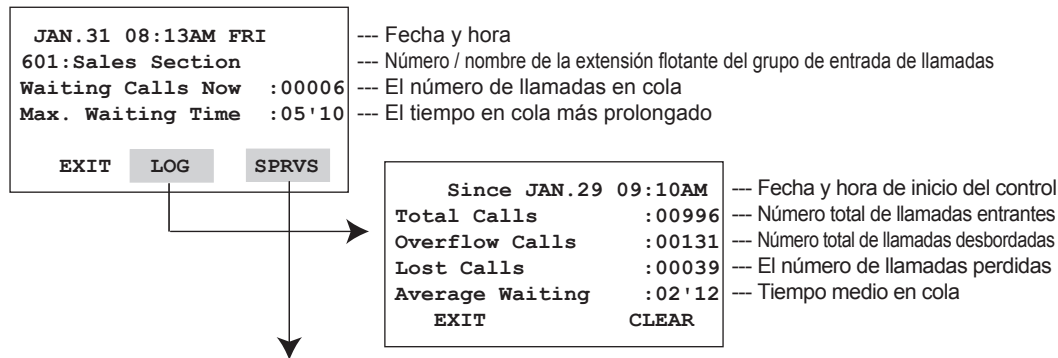 JAN.31 08:13AM FRI --- Fecha y hora
601:Sales Section --- Número / nombre de la extensión flotante del grupo de entrada de llamadas
Waiting Calls Now :00006 --- El número de llamadas en cola
Max. Waiting Time :05'10 --- El tiempo en cola más prolongado
EXIT LOG SPRVS
Since JAN.29 09:10AM --- Fecha y hora de inicio del control
Total Calls :00996 --- Número total de llamadas entrantes
Overflow Calls :00131 --- Número total de llamadas desbordadas
Lost Calls :00039 --- El número de llamadas perdidas
Average Waiting :02'12 --- Tiempo medio en cola
EXIT CLEAR